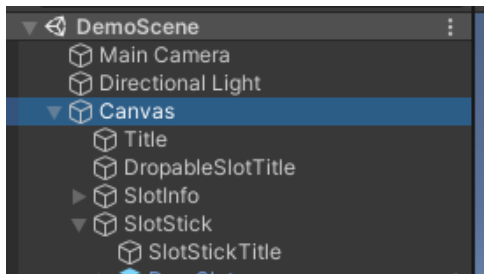 DemoScene
Main Camera
Directional Light
Canvas
Title
DropableSlotTitle
SlotInfo
SlotStick
SlotStickTitle